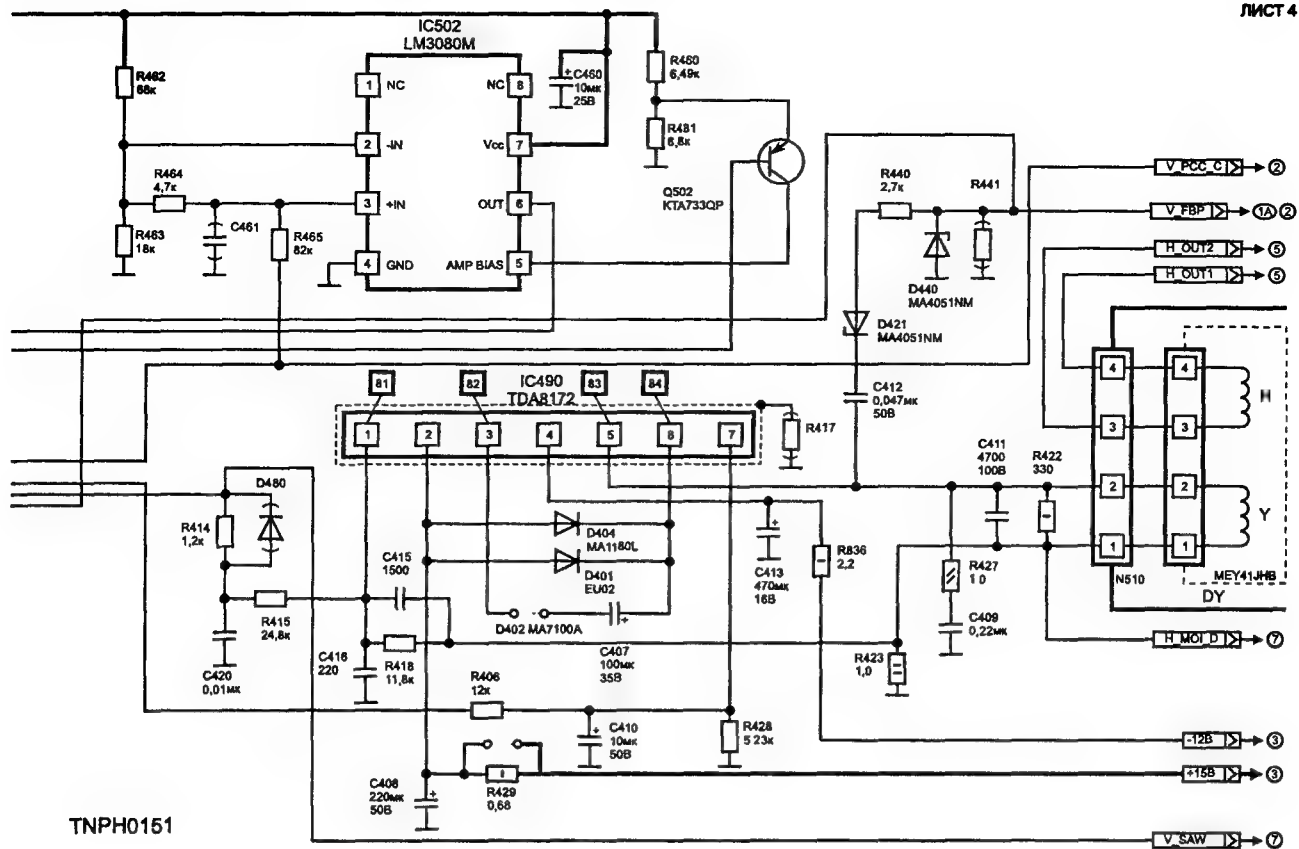 ЛИСТ 4
IC502
LM3080M
R462
68к
1
NC
NC
8
C460
10мк
25В
R460
6,49к
2
-IN
Vcc
7
R481
6,8к
Q502
KTA733QP
R464
4,7к
3
+IN
OUT
6
R463
18к
C461
R465
82к
4
GND
AMP BIAS
5
R440
2,7к
R441
D440
MA4051NM
D421
MA4051NM
V_PCC_C
2
V_FBP
1A
2
H_OUT2
5
H_OUT1
5
81
82
IC490
TDA8172
83
84
1
2
3
4
5
6
7
R417
C412
0,047мк
50В
4
4
H
3
3
C411
4700
100В
R422
330
2
2
Y
1
1
N510
MEY41JHB
DY
D480
R414
1,2к
C415
1500
D404
MA1180L
D401
EU02
C413
470мк
16В
R836
2,2
R427
1 0
C409
0,22мк
R415
24,8к
D402 MA7100A
C407
100мк
35В
C420
0,01мк
C416
220
R418
11,8к
R423
1,0
H_MOI_D
7
R406
12к
C410
10мк
50В
R428
5 23к
-12В
3
C408
220мк
50В
R429
0,68
+15В
3
TNPH0151
V_SAW
7